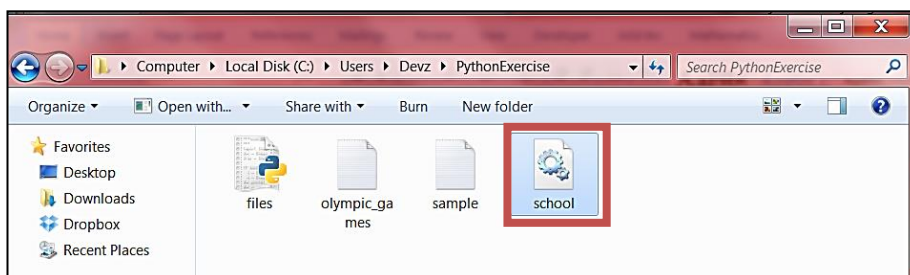 Computer ▸ Local Disk (C:) ▸ Users ▸ Devz ▸ PythonExercise
Search PythonExercise
Organize ▾ Open with... ▾ Share with ▾ Burn New folder
Favorites
Desktop
Downloads
Dropbox
Recent Places
files
olympic_ga
mes
sample
school